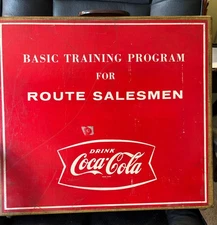 BASIC TRAINING PROGRAM
FOR
ROUTE SALESMEN
DRINK
Coca-Cola